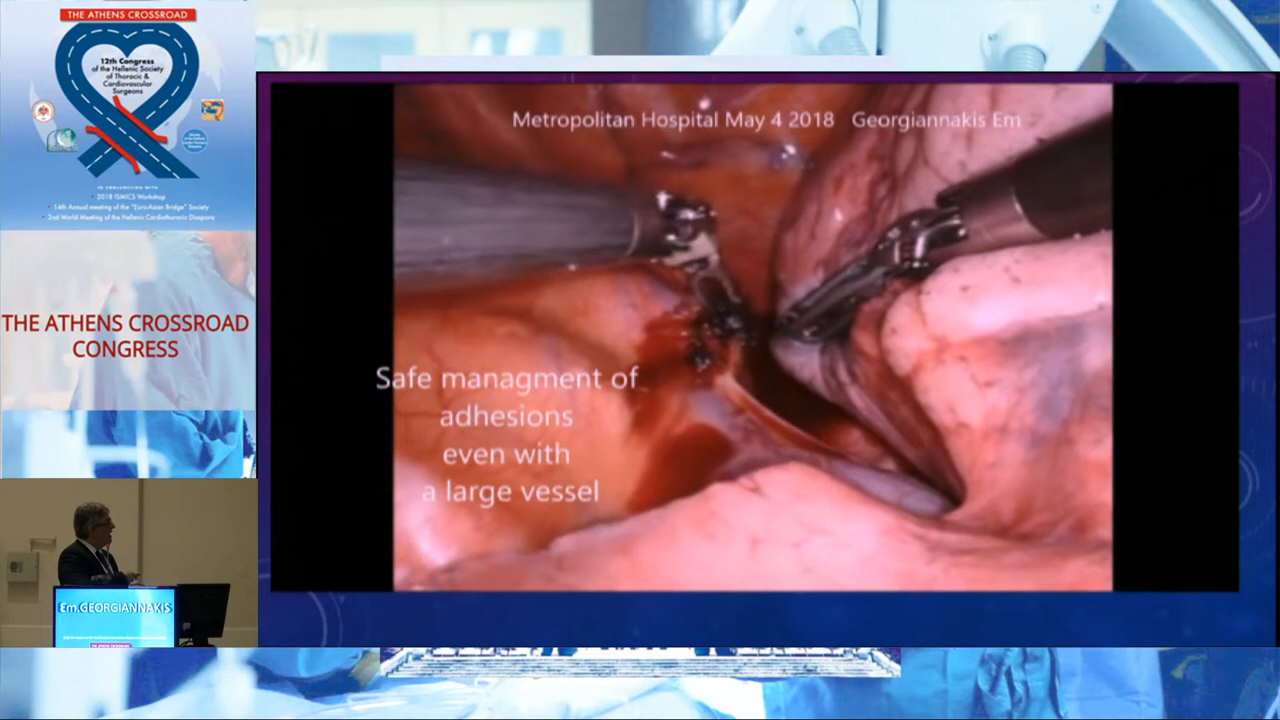 THE ATHENS CROSSROAD
12th Congress
of the Hellenic Society
of Thoracic &
Cardiovascular
Surgeons
IN CONJUNCTION WITH
• 2018 ISMICS Workshop
• 14th Annual meeting of the "Euro-Asian Bridge" Society
• 2nd World Meeting of the Hellenic Cardiothoracic Diaspora
THE ATHENS CROSSROAD
CONGRESS
Em.GEORGIANNAKIS
THE ATHENS CROSSROAD
Metropolitan Hospital May 4 2018 Georgiannakis Em
Safe managment of
adhesions
even with
a large vessel